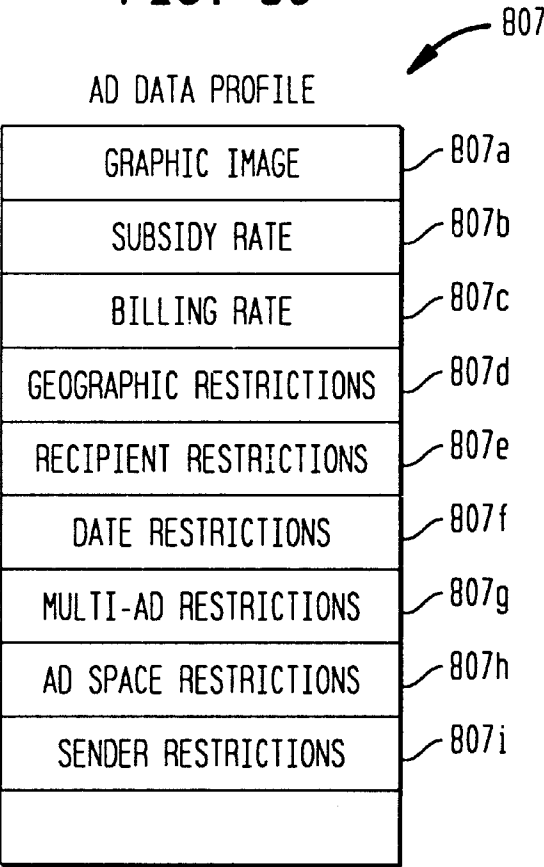 807
AD DATA PROFILE
GRAPHIC IMAGE 807a
SUBSIDY RATE 807b
BILLING RATE 807c
GEOGRAPHIC RESTRICTIONS 807d
RECIPIENT RESTRICTIONS 807e
DATE RESTRICTIONS 807f
MULTI-AD RESTRICTIONS 807g
AD SPACE RESTRICTIONS 807h
SENDER RESTRICTIONS 807i